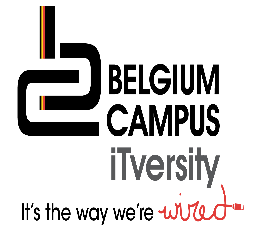 BELGIUM
CAMPUS
iTversity
It's the way we're wired